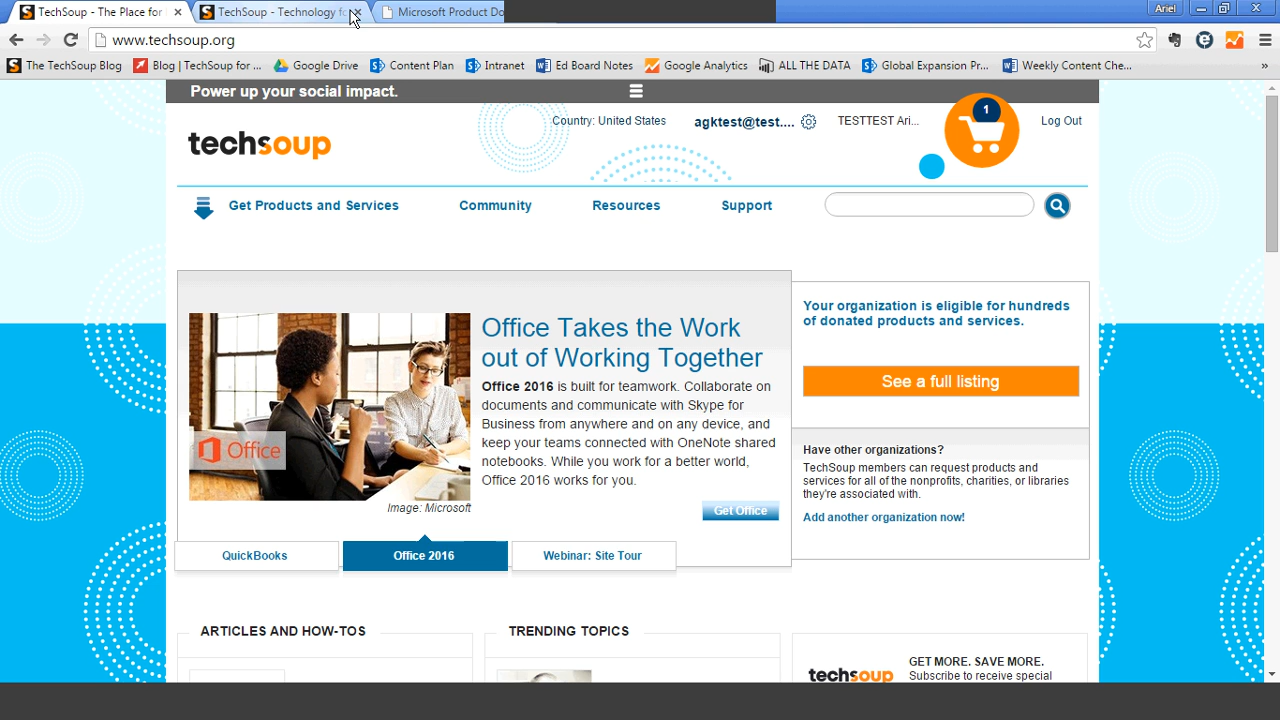 TechSoup - The Place for
TechSoup - Technology fo
Microsoft Product Do
Ariel
www.techsoup.org
The TechSoup Blog
Blog | TechSoup for ...
Google Drive
Content Plan
Intranet
Ed Board Notes
Google Analytics
ALL THE DATA
Global Expansion Pr...
Weekly Content Che...
»
Power up your social impact.
techsoup
Country: United States
agktest@test....
TESTTEST Ari...
1
Log Out
Get Products and Services
Community
Resources
Support
Office Takes the Work
out of Working Together
Office 2016 is built for teamwork. Collaborate on
documents and communicate with Skype for
Business from anywhere and on any device, and
keep your teams connected with OneNote shared
notebooks. While you work for a better world,
Office 2016 works for you.
Office
Image: Microsoft
Get Office
QuickBooks
Office 2016
Webinar: Site Tour
Your organization is eligible for hundreds
of donated products and services.
See a full listing
Have other organizations?
TechSoup members can request products and
services for all of the nonprofits, charities, or libraries
they're associated with.
Add another organization now!
ARTICLES AND HOW-TOS
TRENDING TOPICS
techsoup
GET MORE. SAVE MORE.
Subscribe to receive special